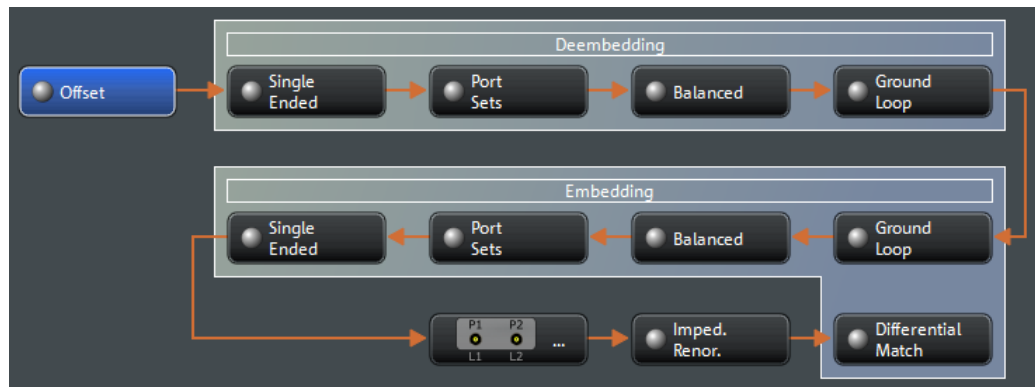 Deembedding
Offset
Single
Ended
Port
Sets
Balanced
Ground
Loop
Embedding
Single
Ended
Port
Sets
Balanced
Ground
Loop
P1 P2
L1 L2
...
Imped.
Renor.
Differential
Match